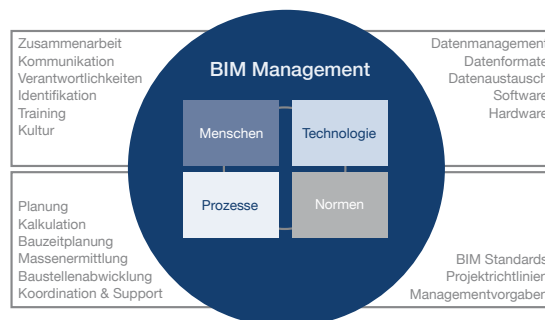 Zusammenarbeit
Kommunikation
Verantwortlichkeiten
Identifikation
Training
Kultur
Datenmanagement
Datenformate
Datenaustausch
Software
Hardware
BIM Management
Menschen
Technologie
Prozesse
Normen
Planung
Kalkulation
Bauzeitplanung
Massenermittlung
Baustellenabwicklung
Koordination & Support
BIM Standards
Projektrichtlinien
Managementvorgaben